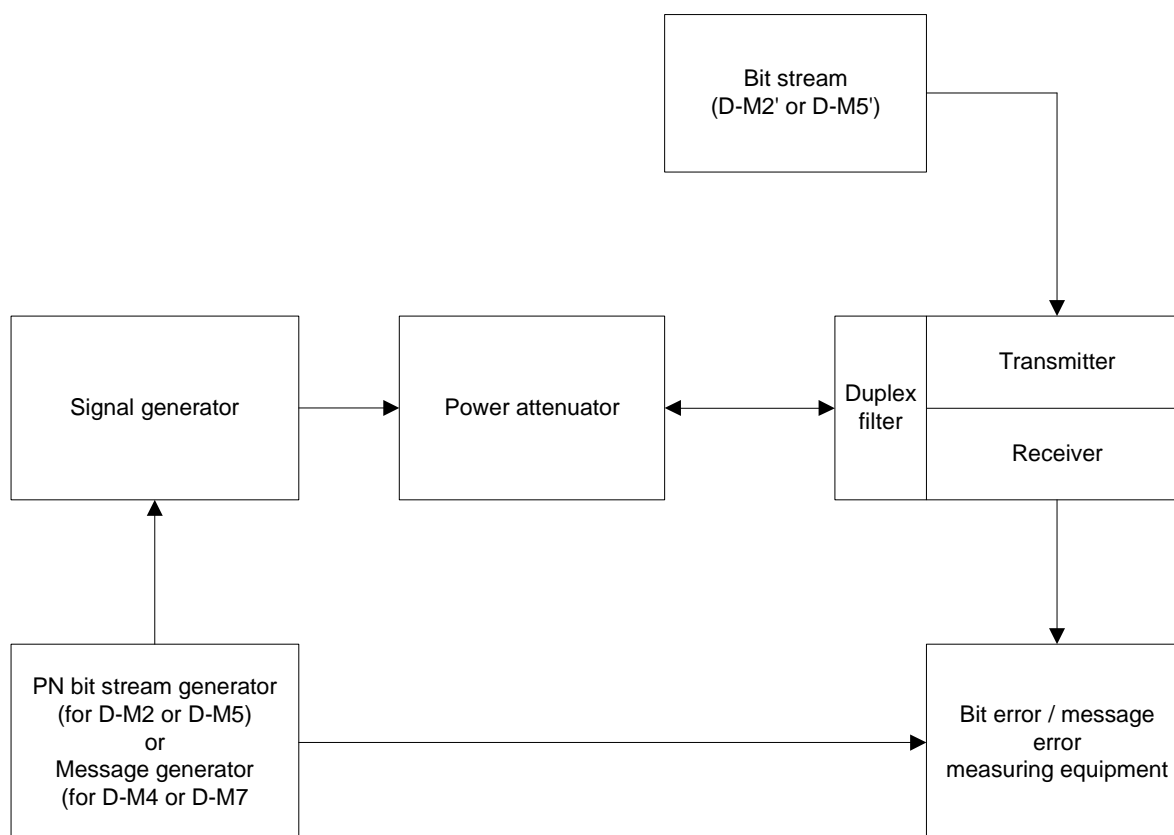 Bit stream
(D-M2' or D-M5')
Signal generator
Power attenuator
Duplex
filter
Transmitter
Receiver
PN bit stream generator
(for D-M2 or D-M5)
or
Message generator
(for D-M4 or D-M7
Bit error / message
error
measuring equipment